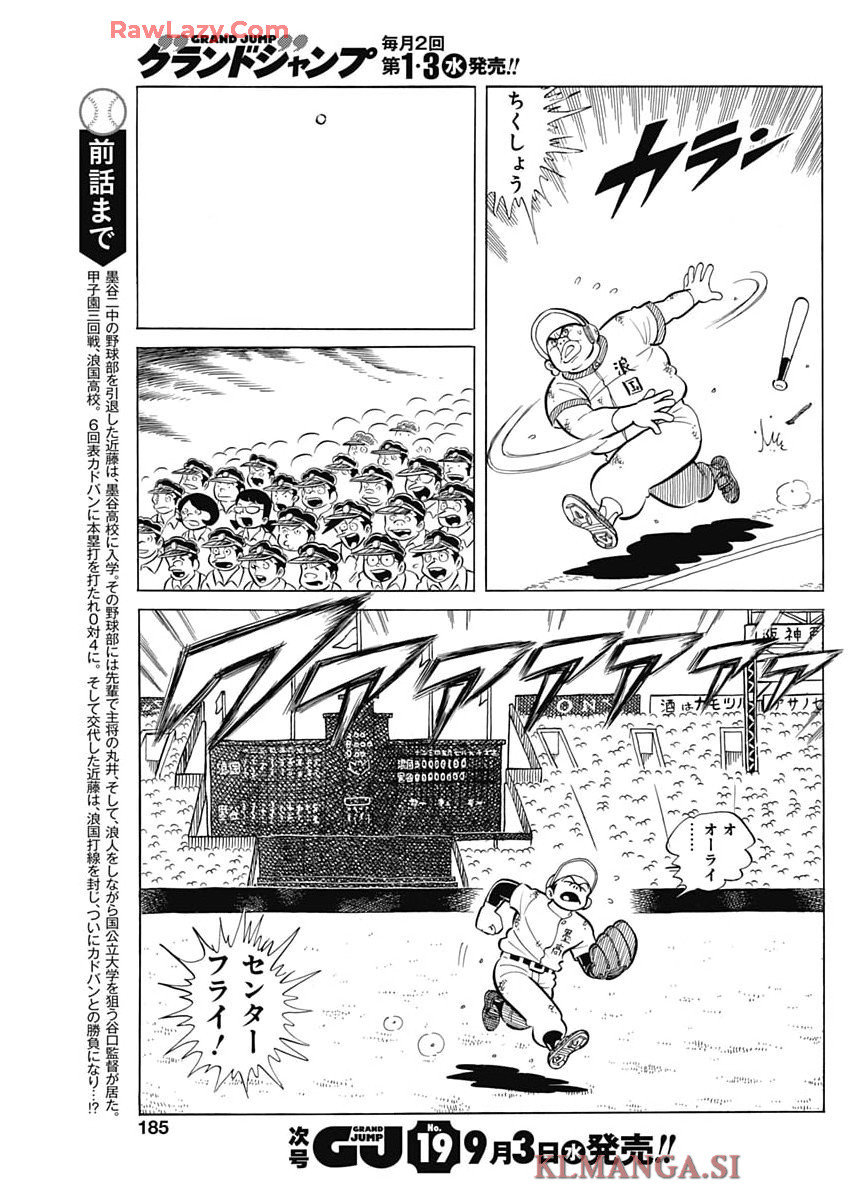 RawLazy.Com
GRAND JUMP
グランドジャンプ
毎月2回
第1・3水発売!!
カラン
ちくしょう
前話まで
墨谷二中の野球部を引退した近藤は、墨谷高校に入学。その野球部には先輩で主将の丸井、そして、浪人をしながら国公立大学を狙う谷口監督が居た。
甲子園三回戦、浪国高校。6回表カドバンに本塁打を打たれ0対4に。そして交代した近藤は、浪国打線を封じ、ついにカドバンとの勝負になり…!?
浪国
ワァァァァァァ
阪神
ON
酒は
浪国
オ
オーライ
……
墨高
センター
フライ!
185
次号
GRAND JUMP
GJ
No.19
9月3日水発売!!
KLMANGA.SI